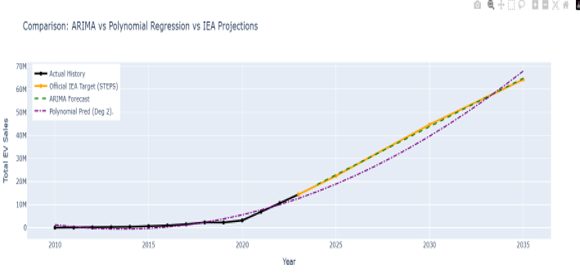 Comparison: ARIMA vs Polynomial Regression vs IEA Projections
70M
60M
50M
40M
30M
20M
10M
0
Total EV Sales
Actual History
Official IEA Target (STEPS)
ARIMA Forecast
Polynomial Pred (Deg 2).
2010
2015
2020
2025
2030
2035
Year